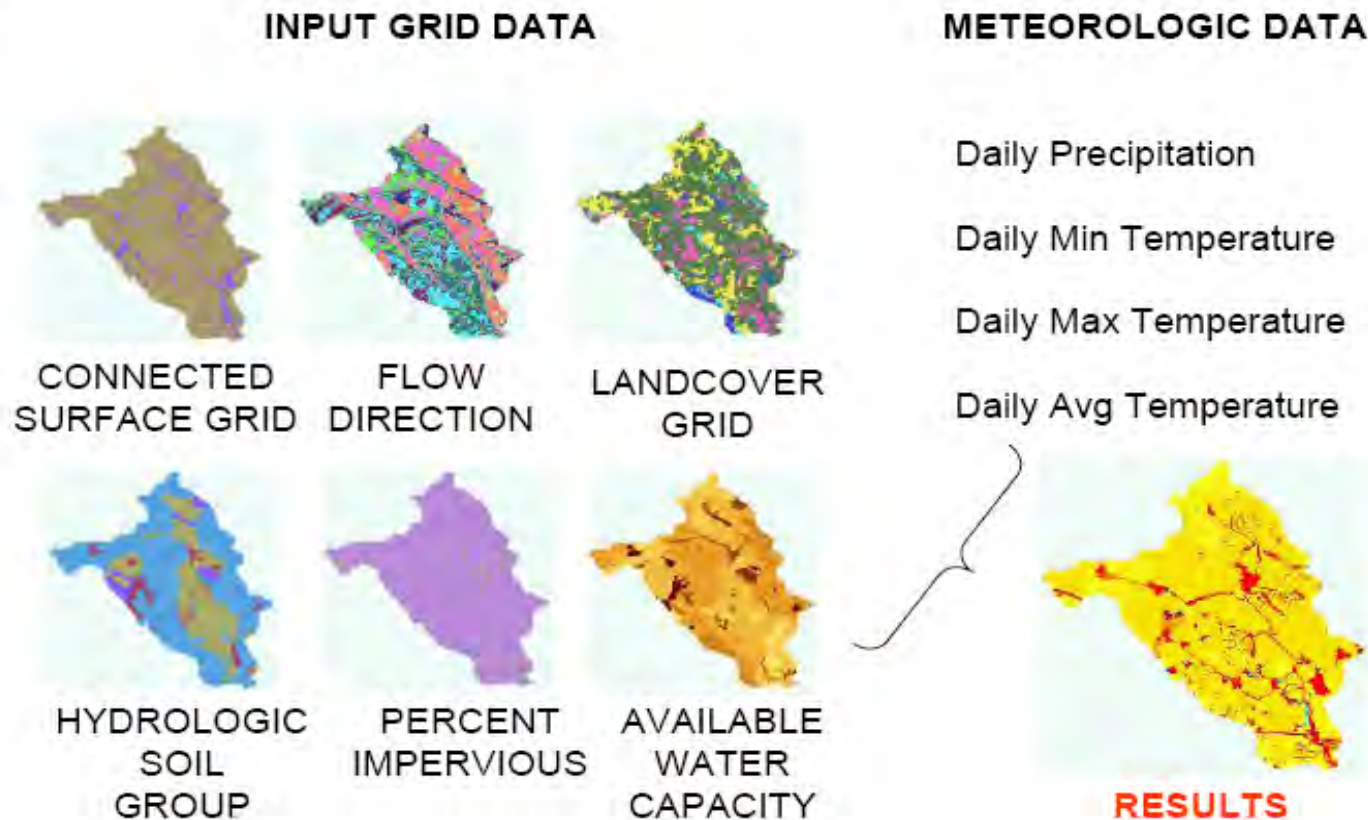 INPUT GRID DATA
METEOROLOGIC DATA
CONNECTED
SURFACE GRID
FLOW
DIRECTION
LANDCOVER
GRID
Daily Precipitation
Daily Min Temperature
Daily Max Temperature
Daily Avg Temperature
HYDROLOGIC
SOIL
GROUP
PERCENT
IMPERVIOUS
AVAILABLE
WATER
CAPACITY
RESULTS